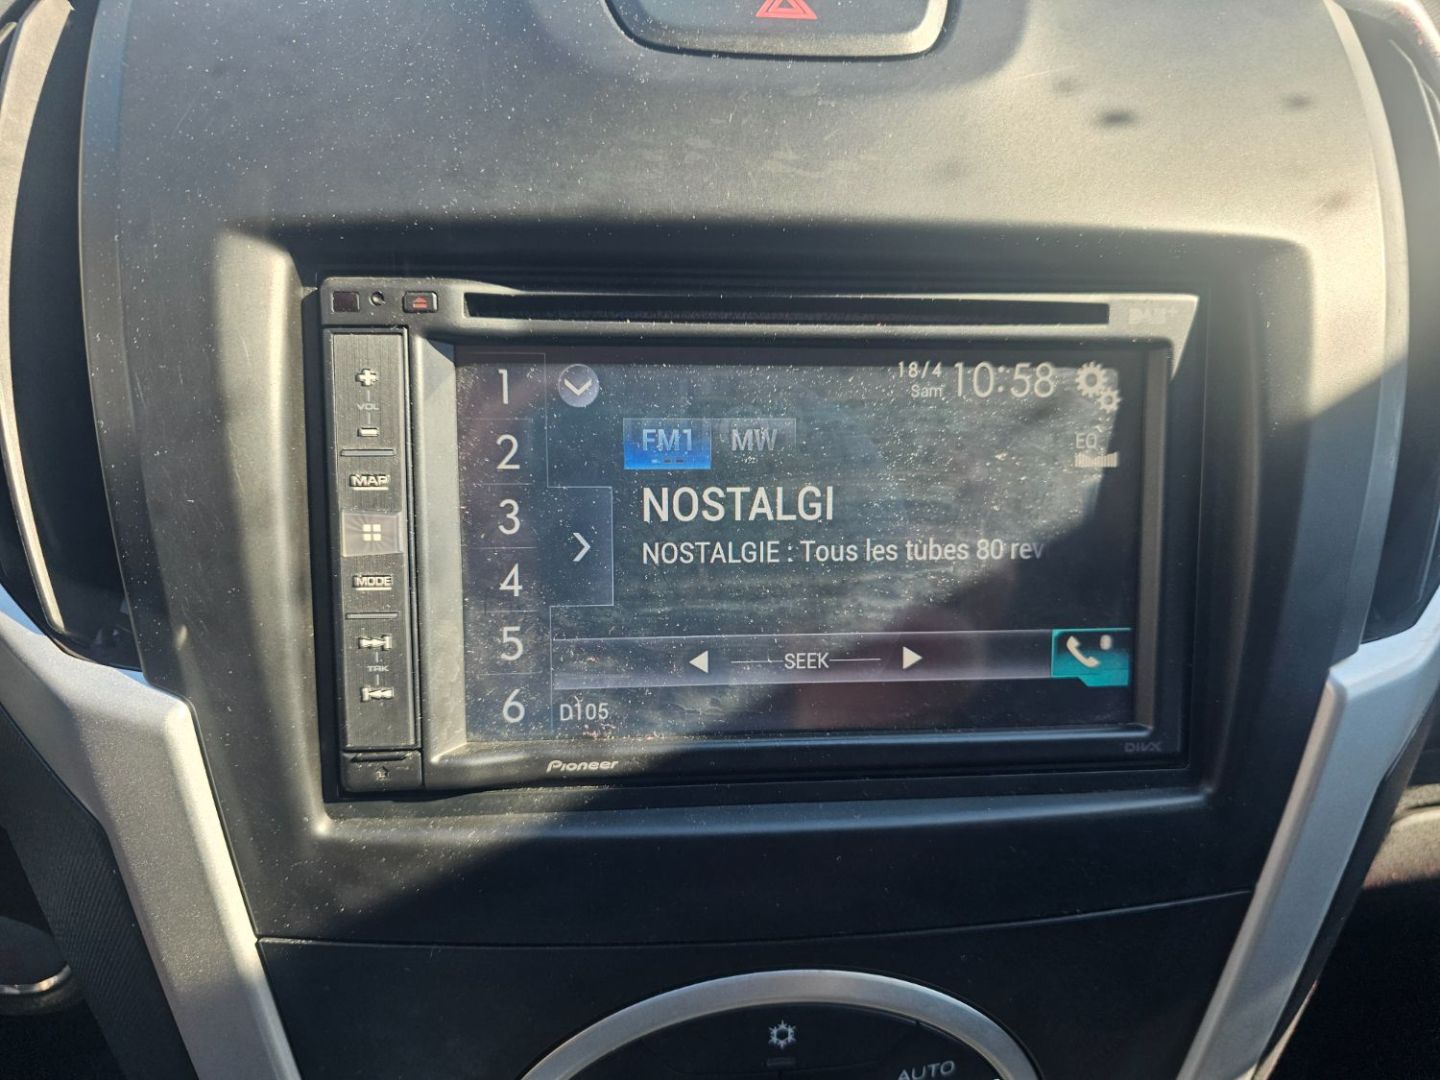 DAB+
VOL
MAP
MODE
TRK
1
2
3
4
5
6
18/4
Sam
10:58
FM1
MW
EQ
NOSTALGI
NOSTALGIE : Tous les tubes 80 rev
SEEK
D105
Pioneer
DIVX
AUTO